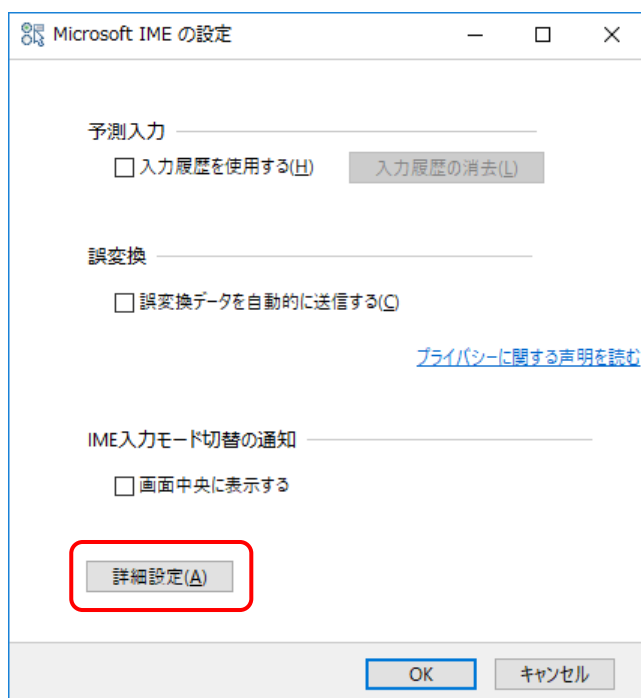 Microsoft IME の設定
予測入力
入力履歴を使用する(H)
入力履歴の消去(L)
誤変換
誤変換データを自動的に送信する(C)
プライバシーに関する声明を読む
IME入力モード切替の通知
画面中央に表示する
詳細設定(A)
OK
キャンセル